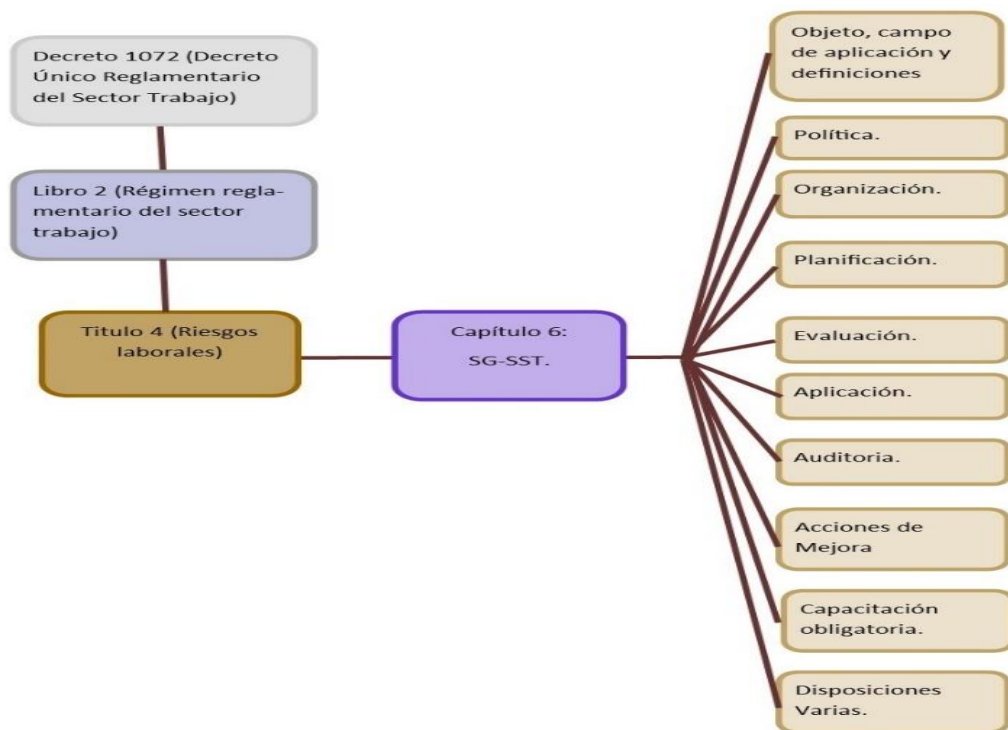 Decreto 1072 (Decreto
Único Reglamentario
del Sector Trabajo)
Libro 2 (Régimen regla-
mentario del sector
trabajo)
Titulo 4 (Riesgos
laborales)
Capítulo 6:
SG-SST.
Objeto, campo
de aplicación y
definiciones
Política.
Organización.
Planificación.
Evaluación.
Aplicación.
Auditoria.
Acciones de
Mejora
Capacitación
obligatoria.
Disposiciones
Varias.